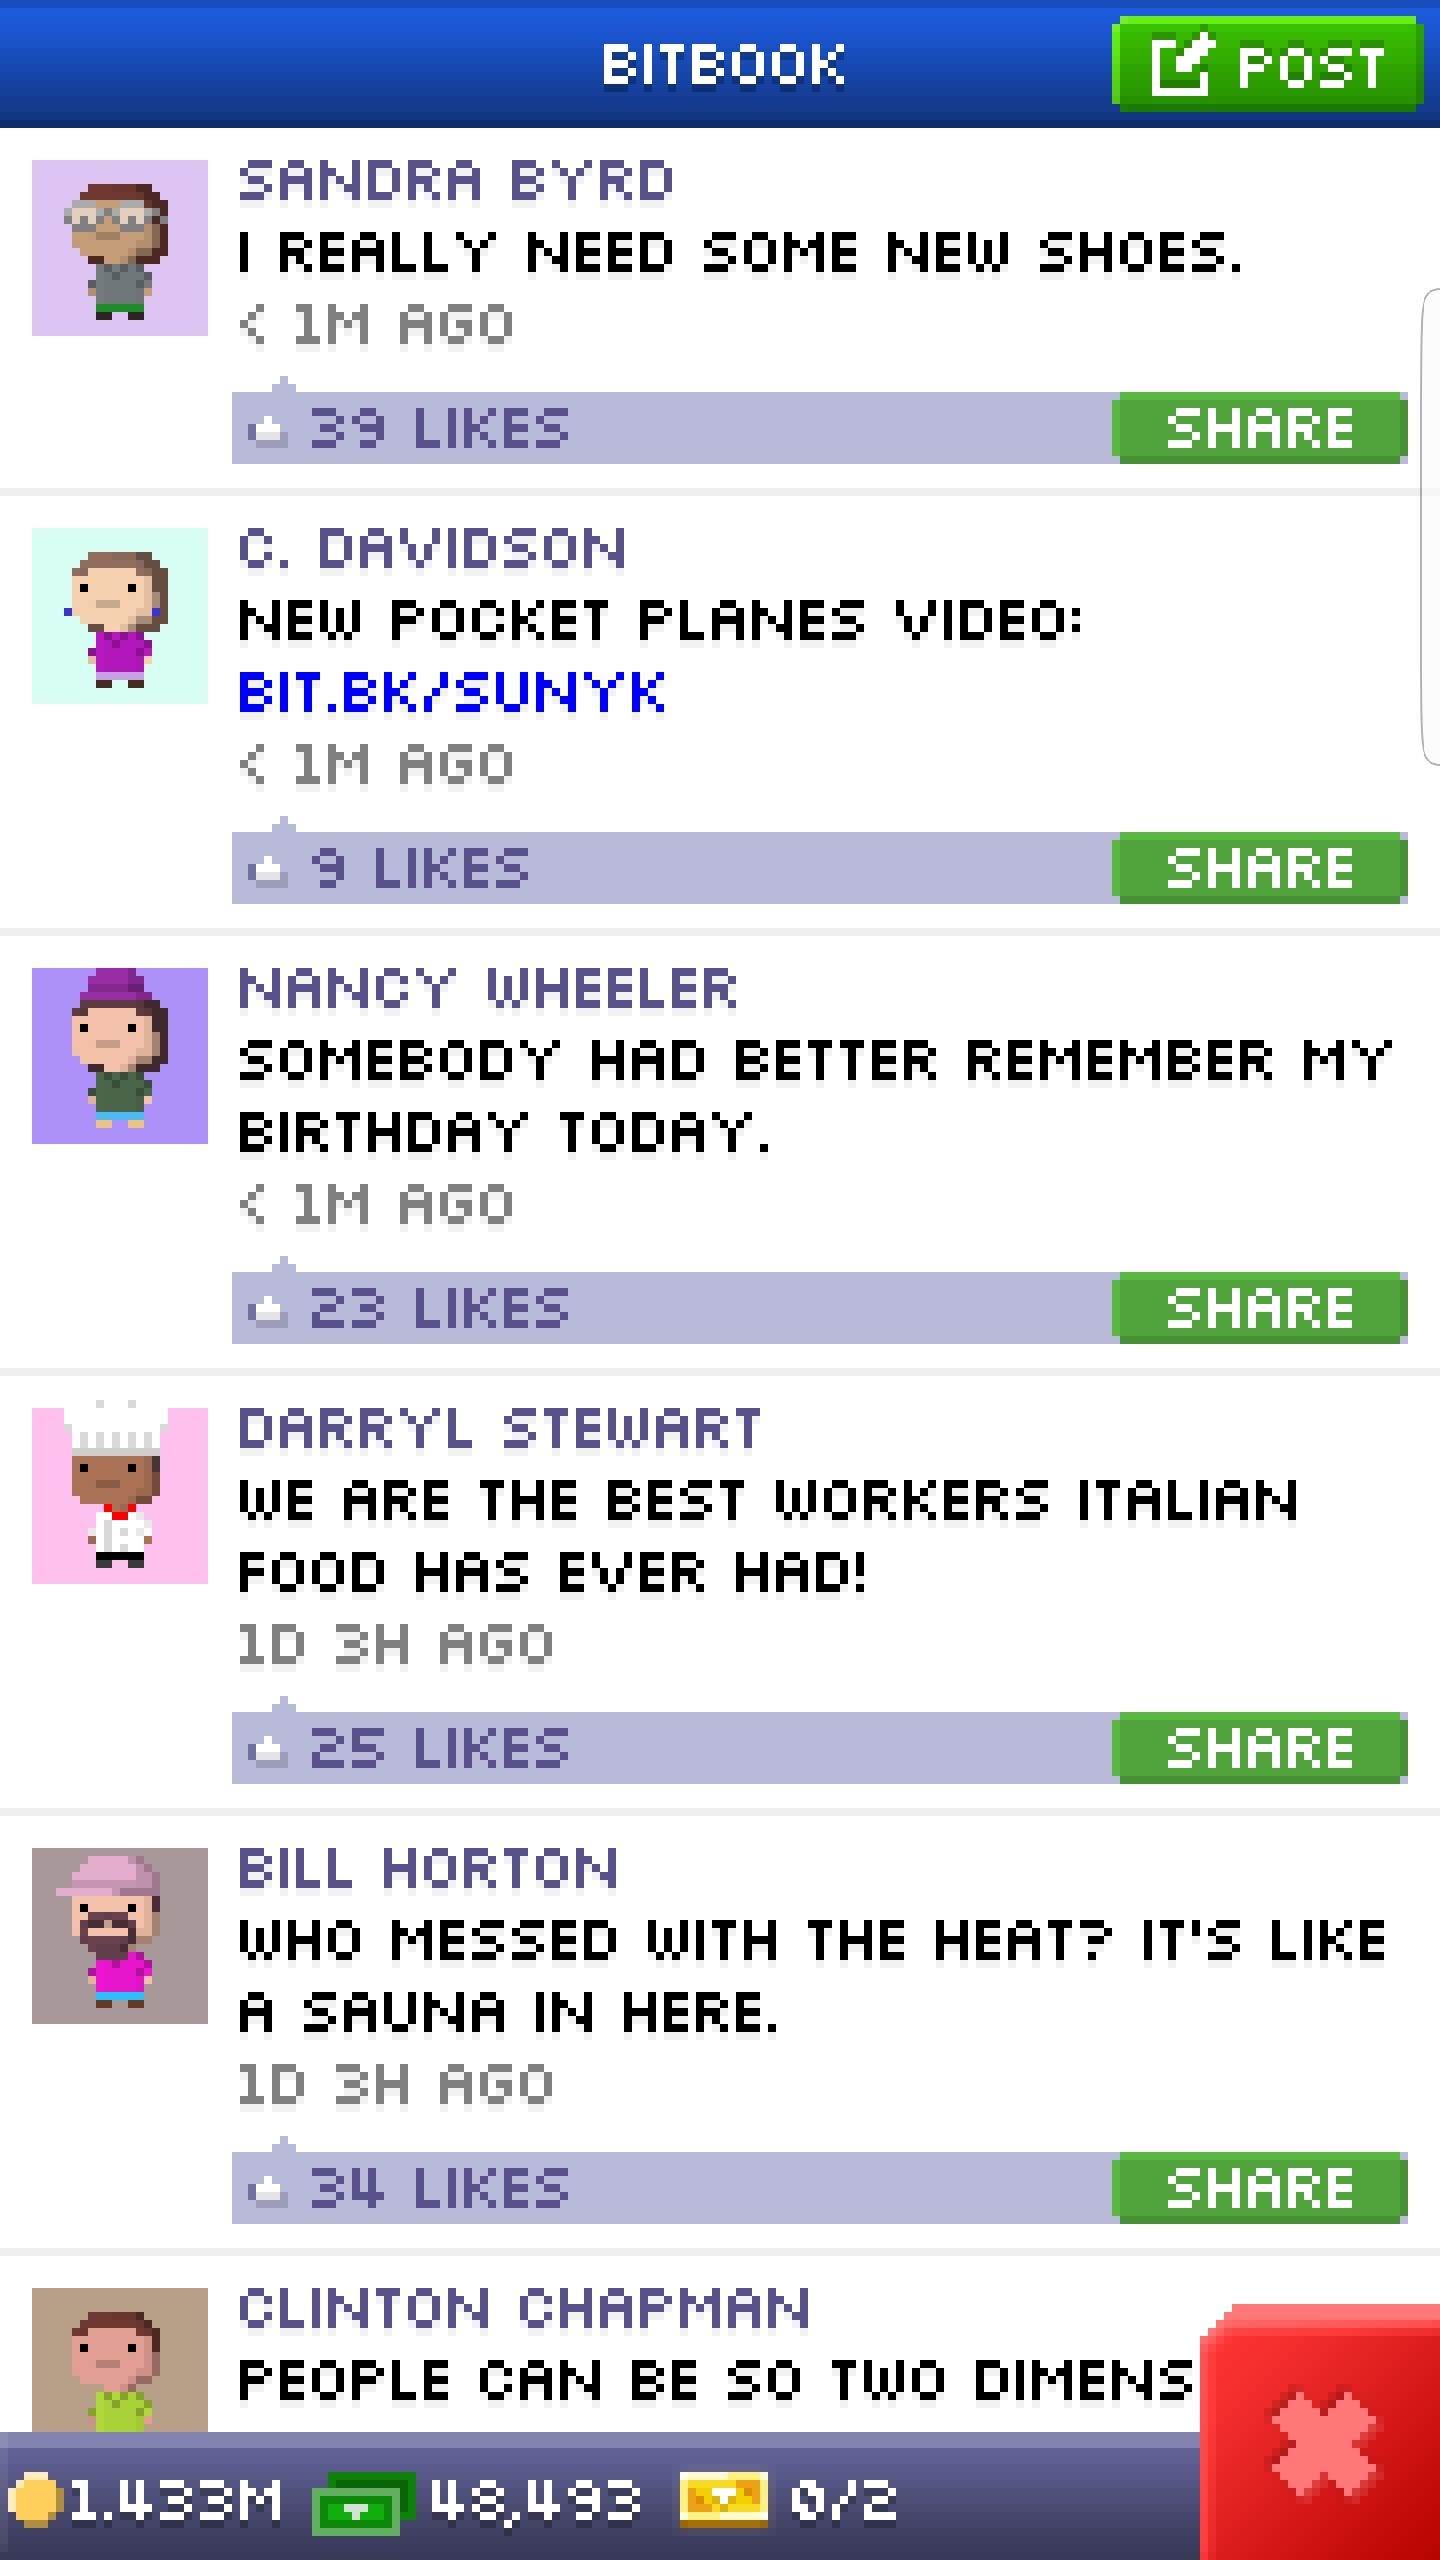 BITBOOK
POST
SANDRA BYRD
I REALLY NEED SOME NEW SHOES.
< 1M AGO
39 LIKES
SHARE
C. DAVIDSON
NEW POCKET PLANES VIDEO:
BIT.BK/SUNYK
< 1M AGO
9 LIKES
SHARE
NANCY WHEELER
SOMEBODY HAD BETTER REMEMBER MY
BIRTHDAY TODAY.
< 1M AGO
23 LIKES
SHARE
DARRYL STEWART
WE ARE THE BEST WORKERS ITALIAN
FOOD HAS EVER HAD!
1D 3H AGO
25 LIKES
SHARE
BILL HORTON
WHO MESSED WITH THE HEAT? IT'S LIKE
A SAUNA IN HERE.
1D 3H AGO
34 LIKES
SHARE
CLINTON CHAPMAN
PEOPLE CAN BE SO TWO DIMENS
1.433M
48,493
0/2